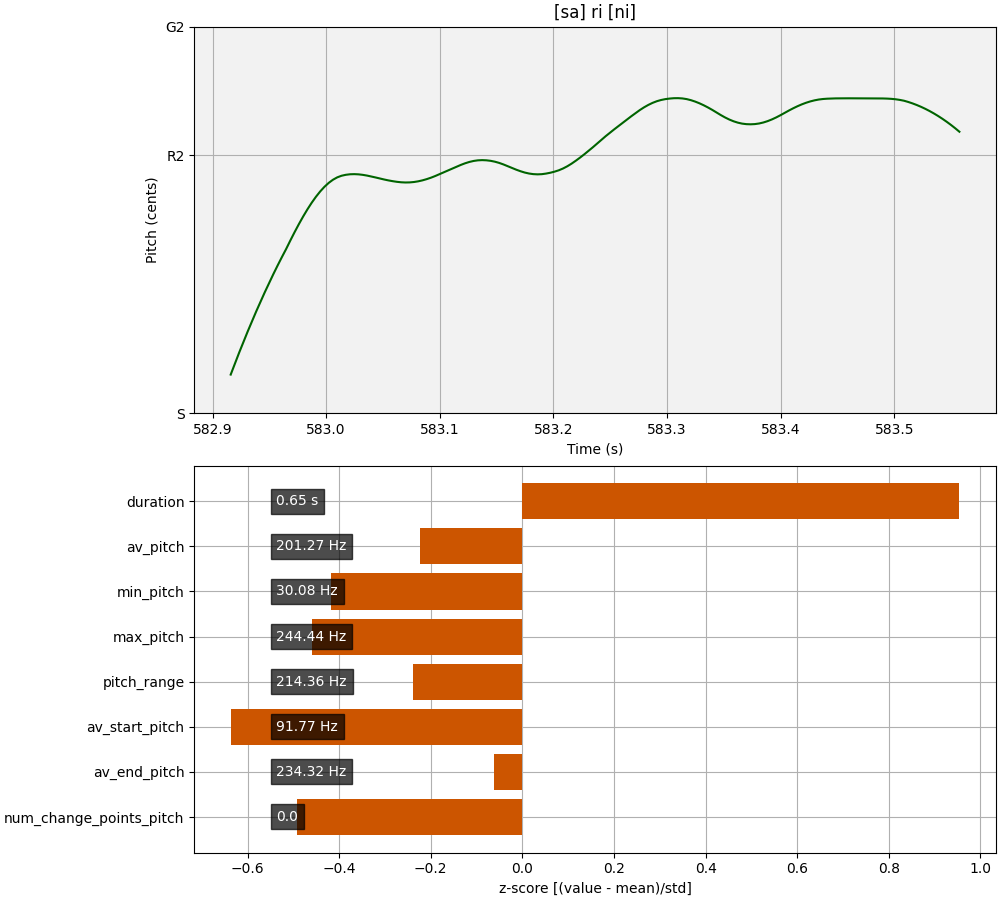 [sa] ri [ni]
G2
R2
S
Pitch (cents)
582.9 583.0 583.1 583.2 583.3 583.4 583.5
Time (s)
duration 0.65 s
av_pitch 201.27 Hz
min_pitch 30.08 Hz
max_pitch 244.44 Hz
pitch_range 214.36 Hz
av_start_pitch 91.77 Hz
av_end_pitch 234.32 Hz
num_change_points_pitch 0.0
−0.6 −0.4 −0.2 0.0 0.2 0.4 0.6 0.8 1.0
z-score [(value - mean)/std]